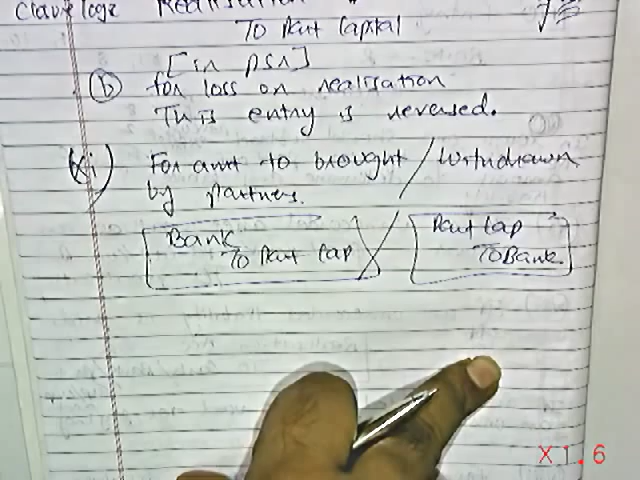 Realisation
To Part Capital
[in PSR]
(b) for loss on realisation
This entry is reversed.
(xi) For amt to brought / withdrawn
by partners.
Bank / Part Cap
To Part Cap To Bank
X1.6